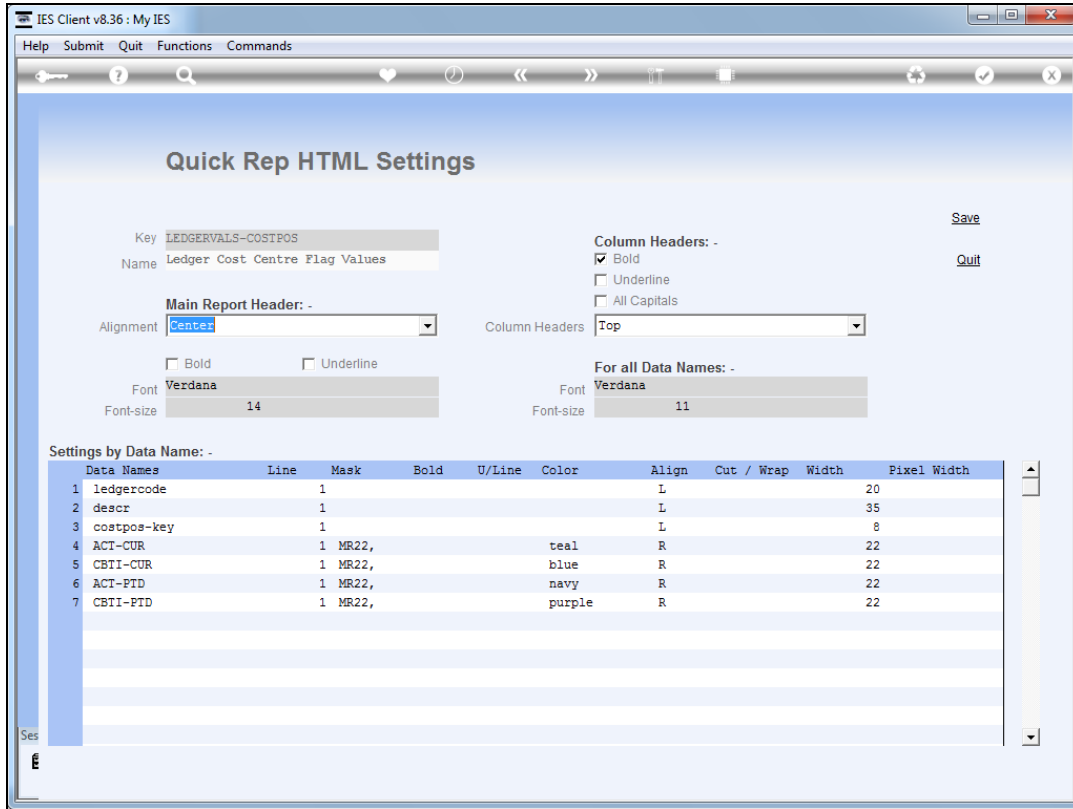 IES Client v8.36 : My IES
Help Submit Quit Functions Commands
Quick Rep HTML Settings
Save
Key LEDGERVALS-COSTPOS
Column Headers: -
Name Ledger Cost Centre Flag Values
Bold
Quit
Underline
Main Report Header: -
All Capitals
Alignment Center
Column Headers Top
Bold Underline
For all Data Names: -
Font Verdana
Font Verdana
Font-size 14
Font-size 11
Settings by Data Name: -
Data Names Line Mask Bold U/Line Color Align Cut / Wrap Width Pixel Width
1 ledgercode 1 L 20
2 descr 1 L 35
3 costpos-key 1 L 8
4 ACT-CUR 1 MR22, teal R 22
5 CBTI-CUR 1 MR22, blue R 22
6 ACT-PTD 1 MR22, navy R 22
7 CBTI-PTD 1 MR22, purple R 22
Ses